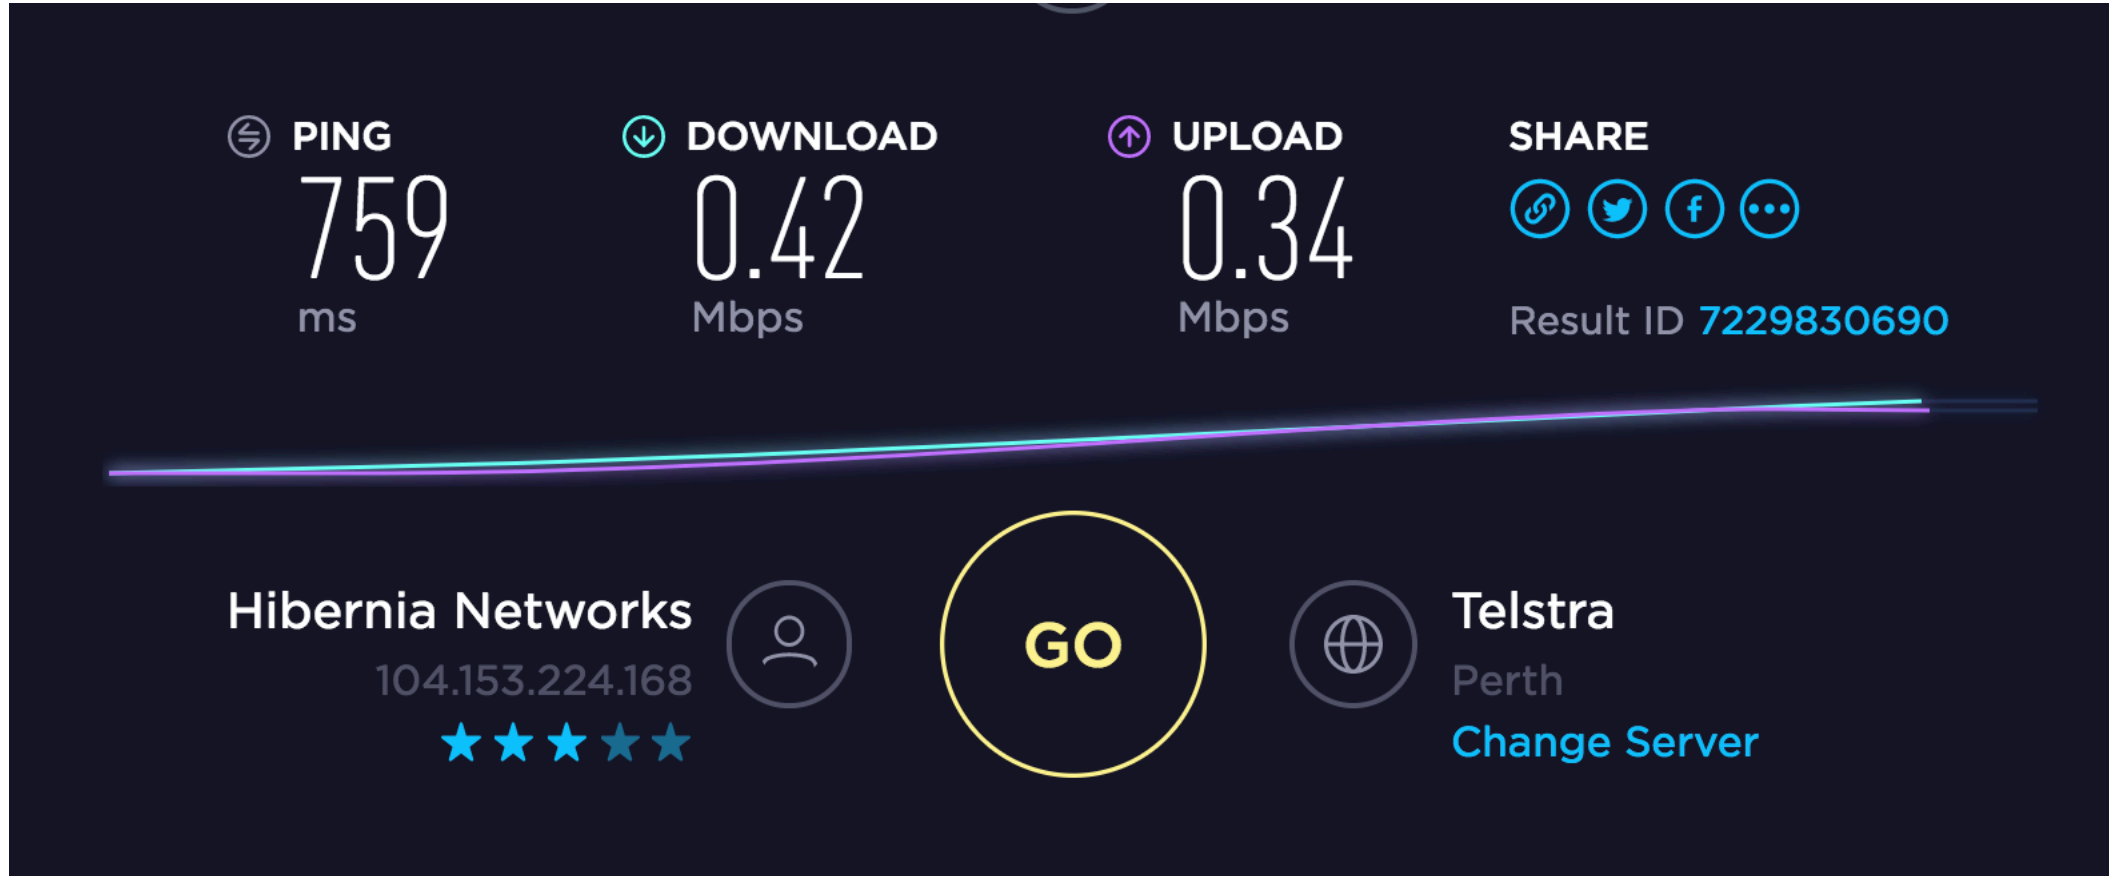 PING
759
ms
DOWNLOAD
0.42
Mbps
UPLOAD
0.34
Mbps
SHARE
Result ID 7229830690
Hibernia Networks
104.153.224.168
GO
Telstra
Perth
Change Server